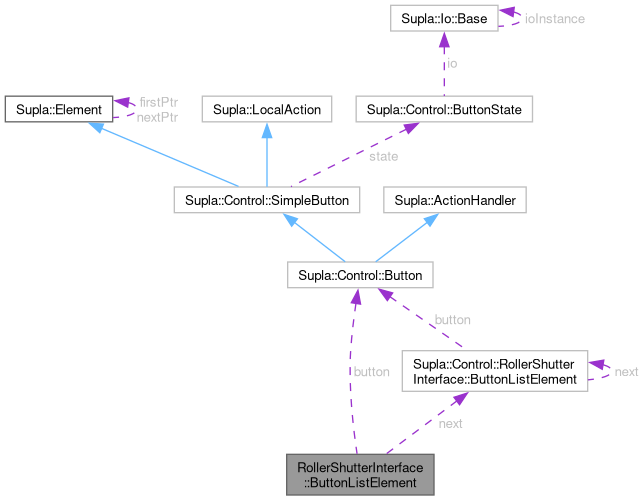 Supla::Io::Base
ioInstance
io
Supla::Element
firstPtr
nextPtr
Supla::LocalAction
Supla::Control::ButtonState
state
Supla::Control::SimpleButton
Supla::ActionHandler
Supla::Control::Button
button
button
Supla::Control::RollerShutter
Interface::ButtonListElement
next
next
RollerShutterInterface
::ButtonListElement